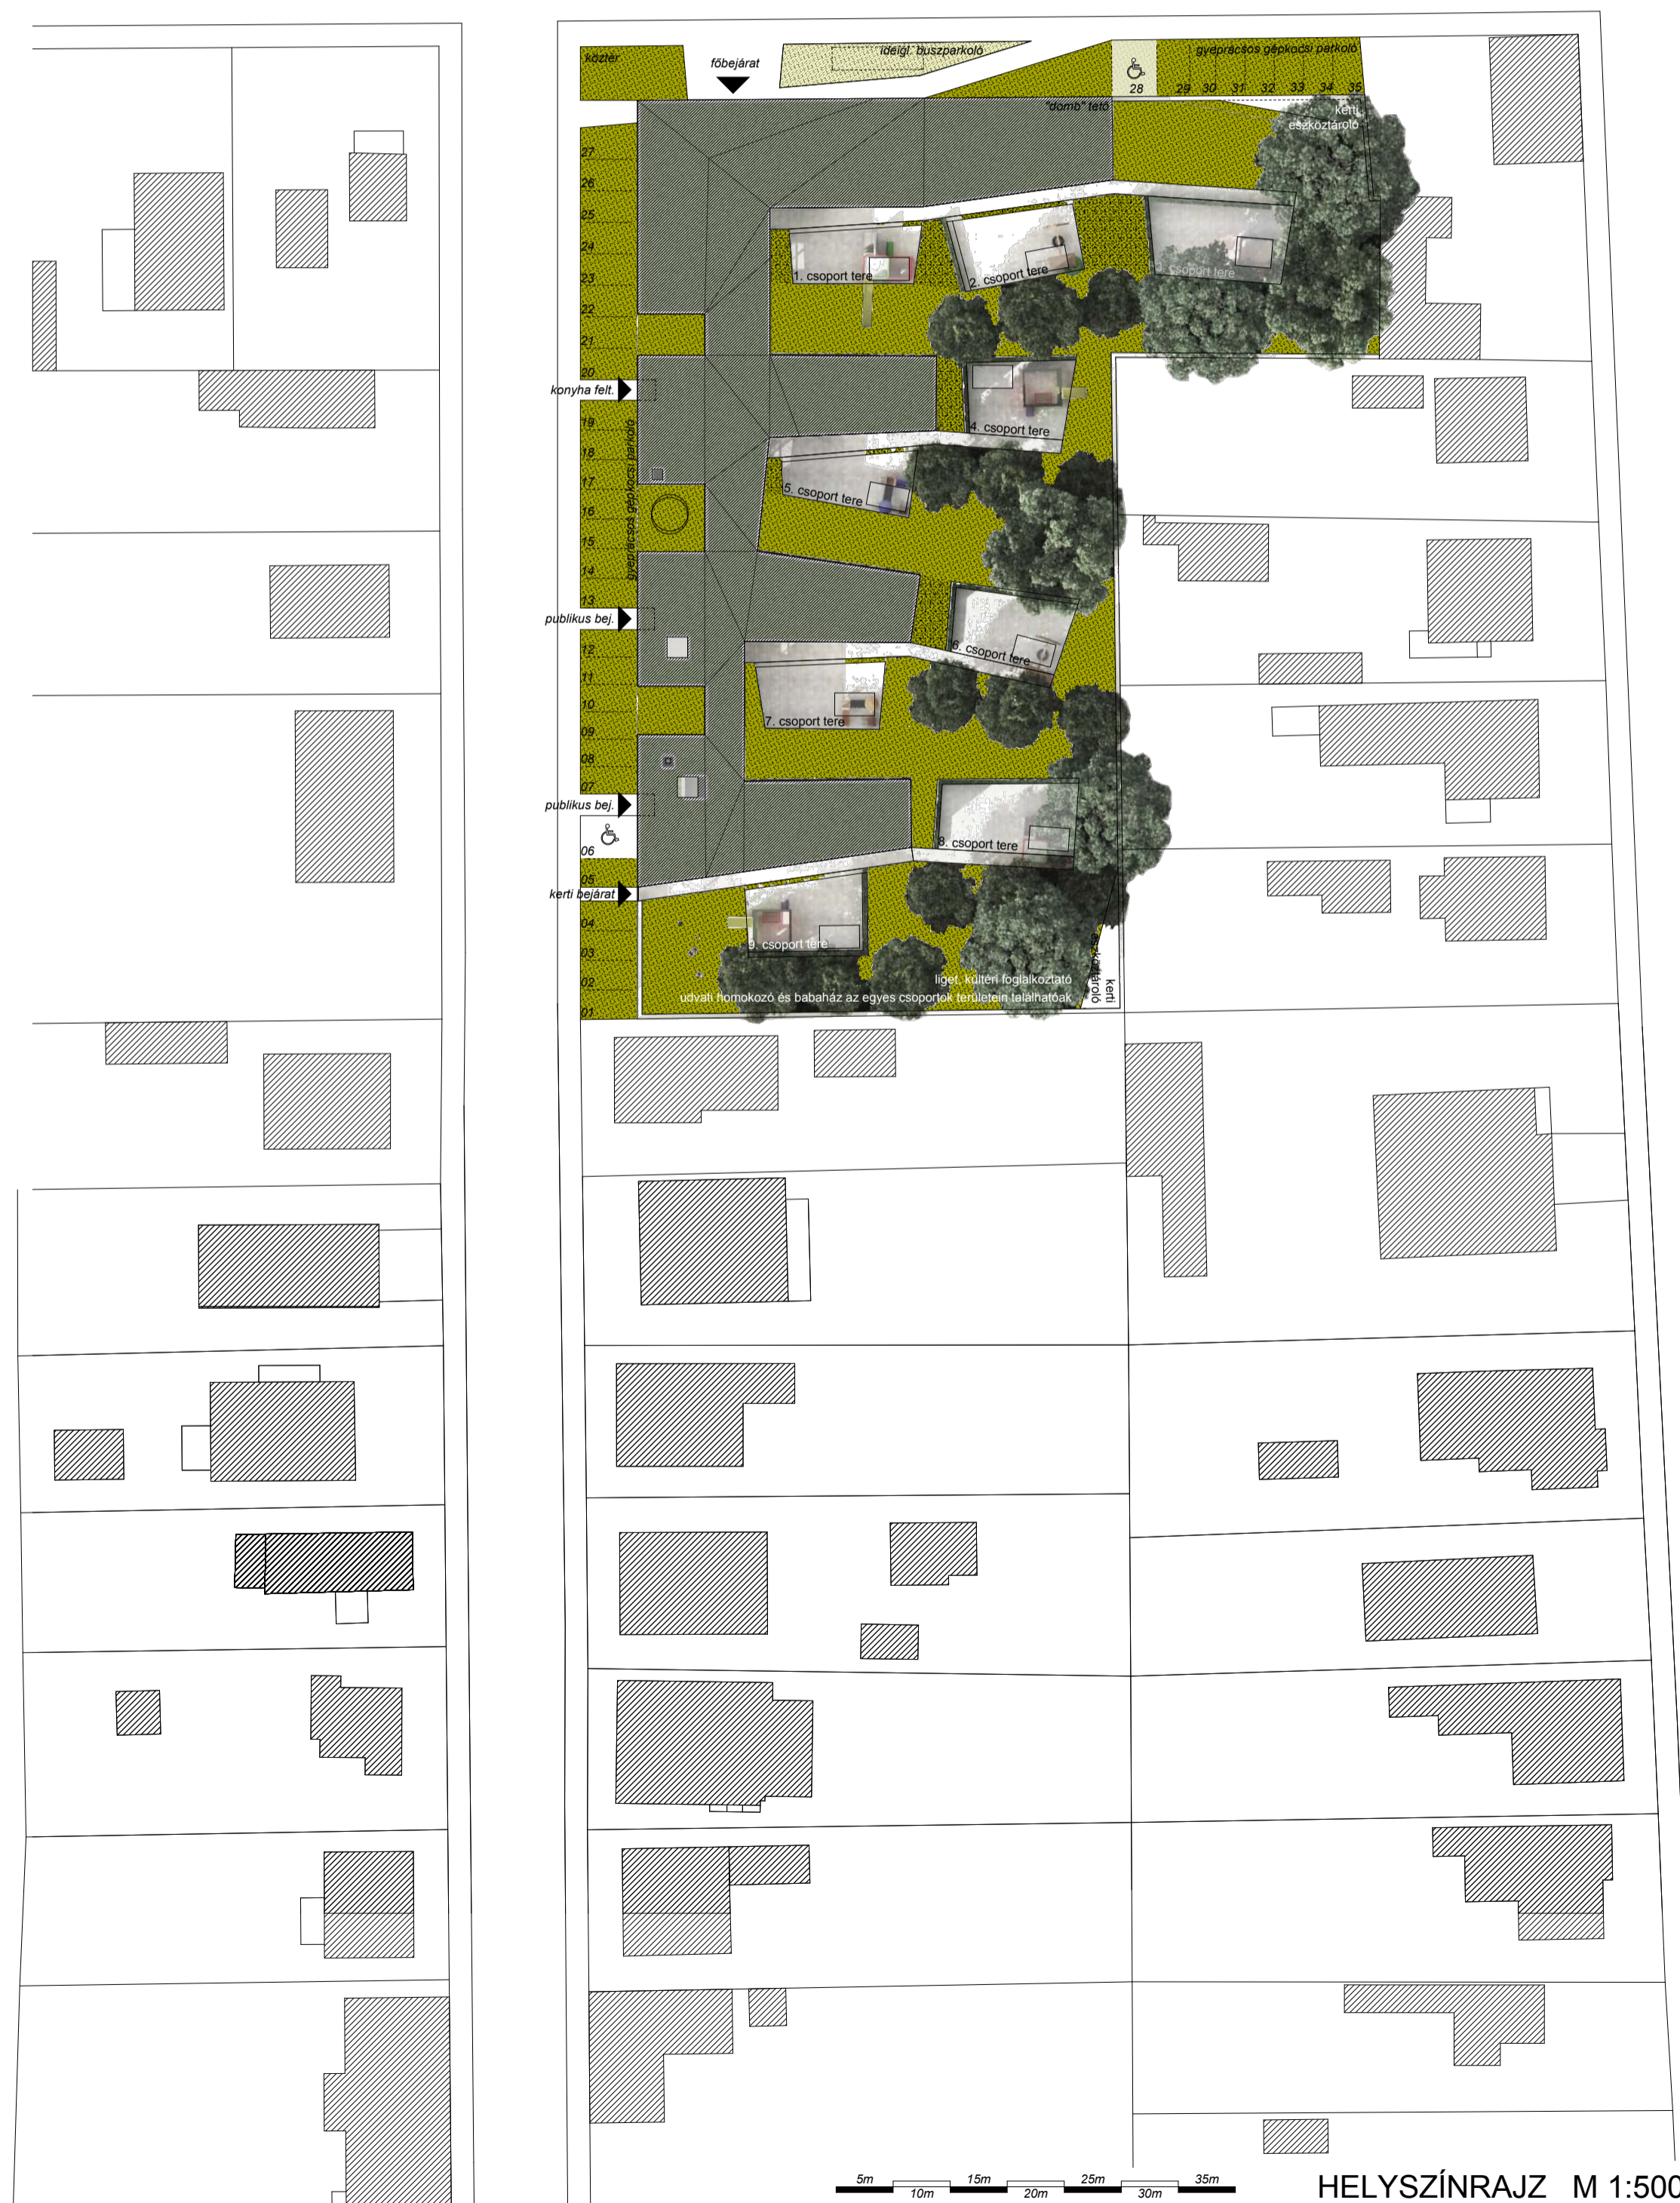 köztér
főbejárat
ideigl. buszparkoló
gyeprácsos gépkocsi parkoló
28
29
30
31
32
33
34
35
"domb" tető
kerti
eszköztároló
27
26
25
24
23
22
21
20
19
18
17
16
15
14
13
12
11
10
09
08
07
06
05
04
03
02
01
1. csoport tere
2. csoport tere
csoport tere
konyha felt.
gyeprácsos gépkocsi parkoló
4. csoport tere
5. csoport tere
publikus bej.
6. csoport tere
7. csoport tere
publikus bej.
8. csoport tere
kerti bejárat
9. csoport tere
liget, kültéri foglalkoztató
udvati homokozó és babaház az egyes csoportok területein találhatóak
kerti
eszköztároló
5m
15m
25m
35m
10m
20m
30m
HELYSZÍNRAJZ M 1:500